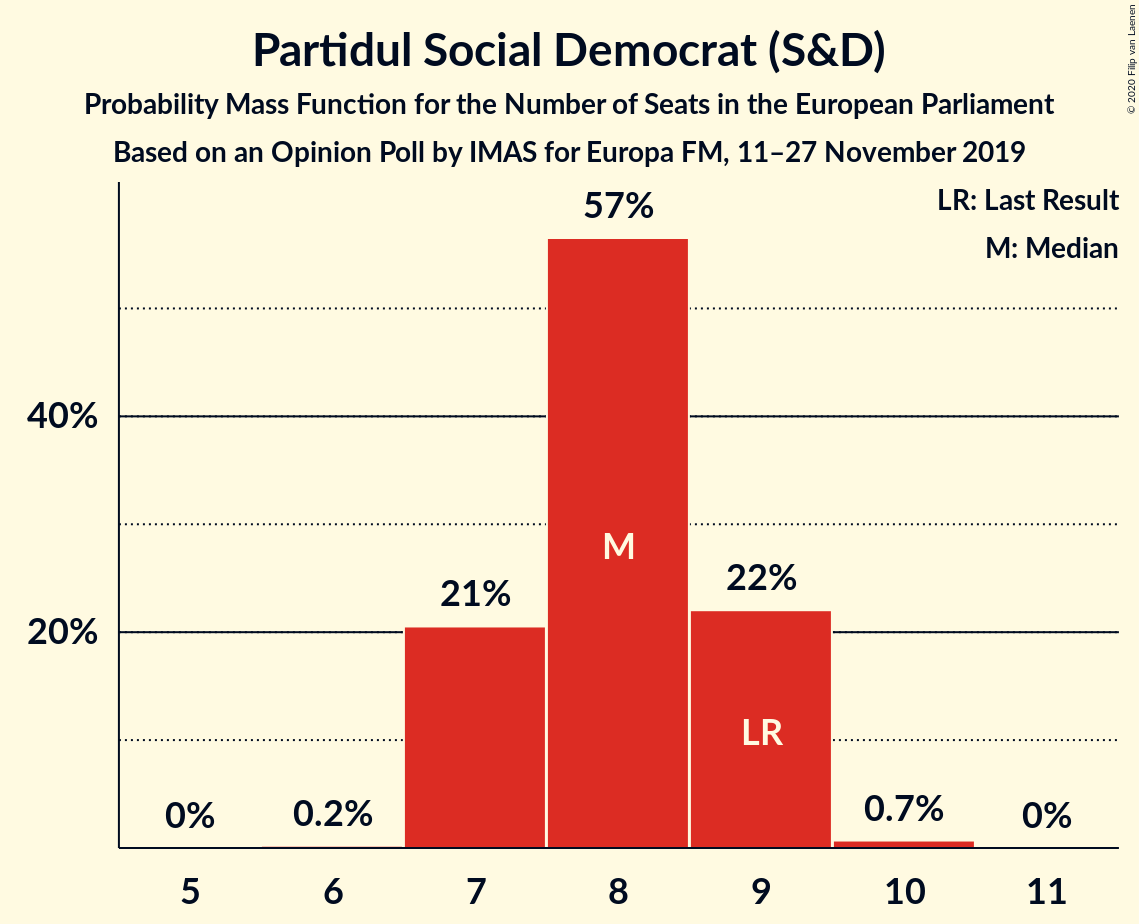 Partidul Social Democrat (S&D)
Probability Mass Function for the Number of Seats in the European Parliament
Based on an Opinion Poll by IMAS for Europa FM, 11–27 November 2019
© 2020 Filip van Laenen
LR: Last Result
M: Median
57%
40%
M
22%
21%
20%
LR
0%
0.2%
0.7%
0%
5 6 7 8 9 10 11